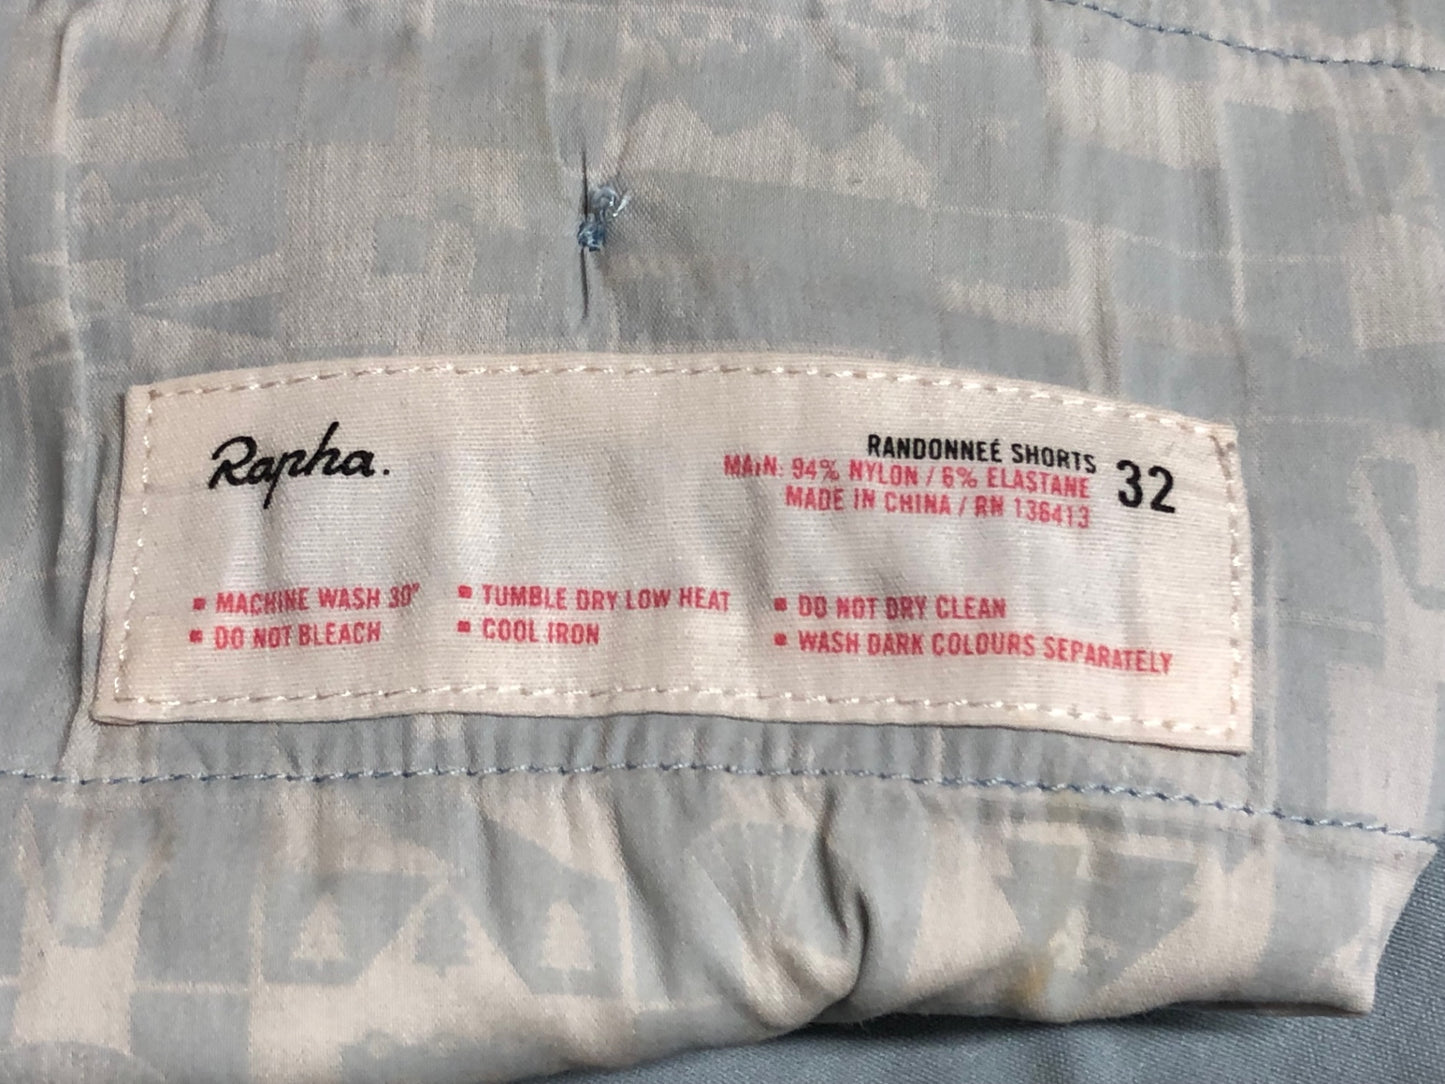 Rapha.
RANDONNEÉ SHORTS
MAIN: 94% NYLON / 6% ELASTANE
MADE IN CHINA / RN 136413
32
▪ MACHINE WASH 30°
▪ DO NOT BLEACH
▪ TUMBLE DRY LOW HEAT
▪ COOL IRON
▪ DO NOT DRY CLEAN
▪ WASH DARK COLOURS SEPARATELY